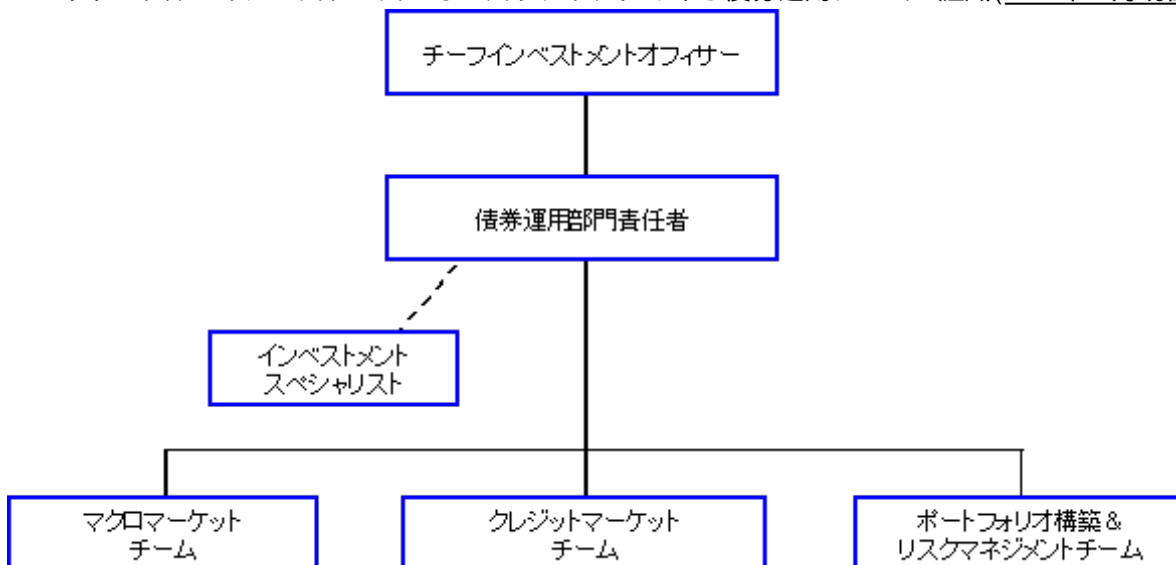 チーフインベストメントオフィサー
債券運用部門責任者
インベストメント
スペシャリスト
マクロマーケット
チーム
クレジットマーケット
チーム
ポートフォリオ構築&
リスクマネジメントチーム